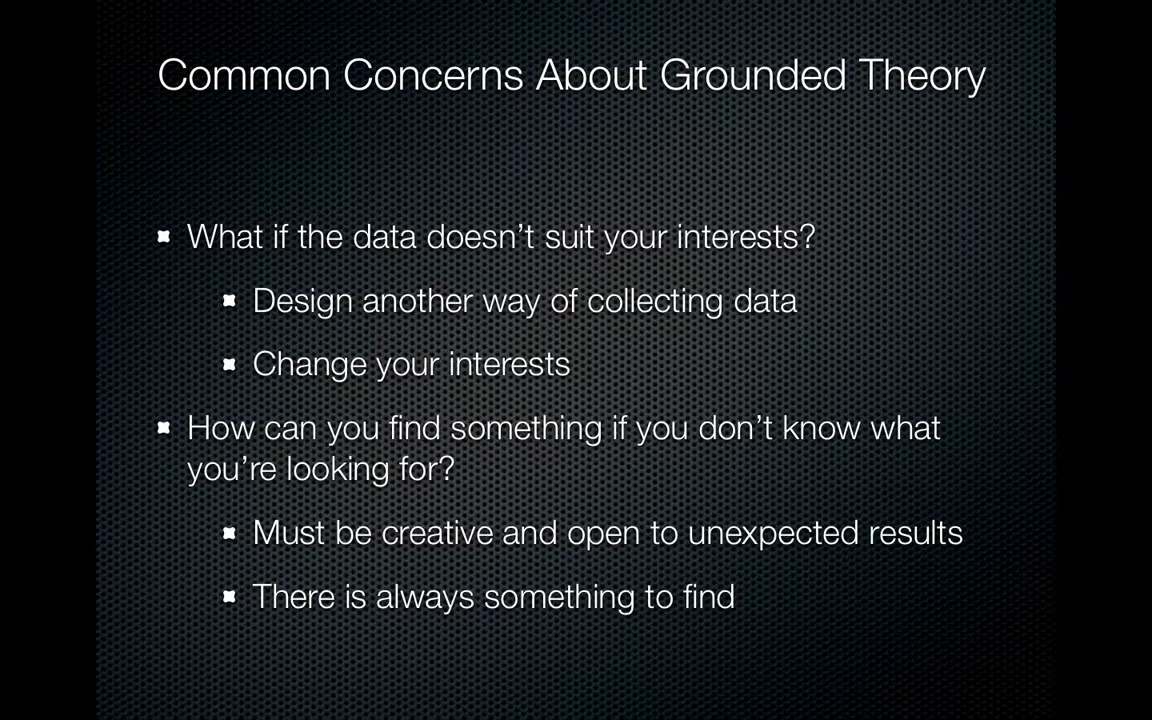 Common Concerns About Grounded Theory
What if the data doesn’t suit your interests?
Design another way of collecting data
Change your interests
How can you find something if you don’t know what
you’re looking for?
Must be creative and open to unexpected results
There is always something to find